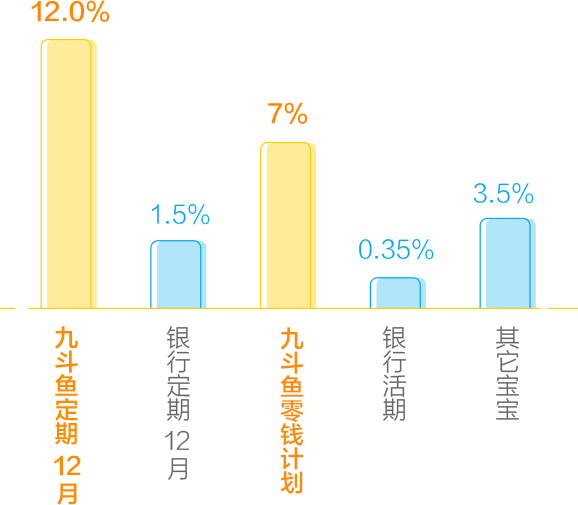 12.0%
7%
1.5%
3.5%
0.35%
九斗鱼定期12月
银行定期12月
九斗鱼零钱计划
银行活期
其它宝宝